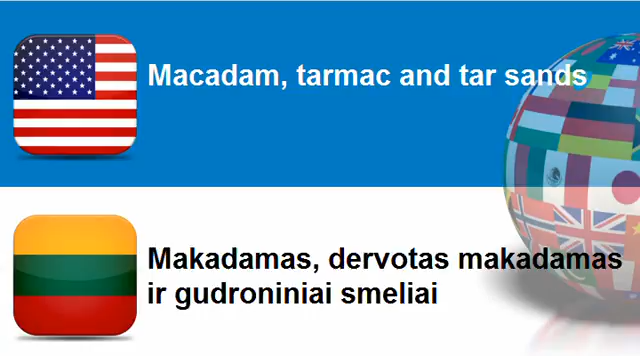 Macadam, tarmac and tar sands
Makadamas, dervotas makadamas
ir gudroniniai smeliai